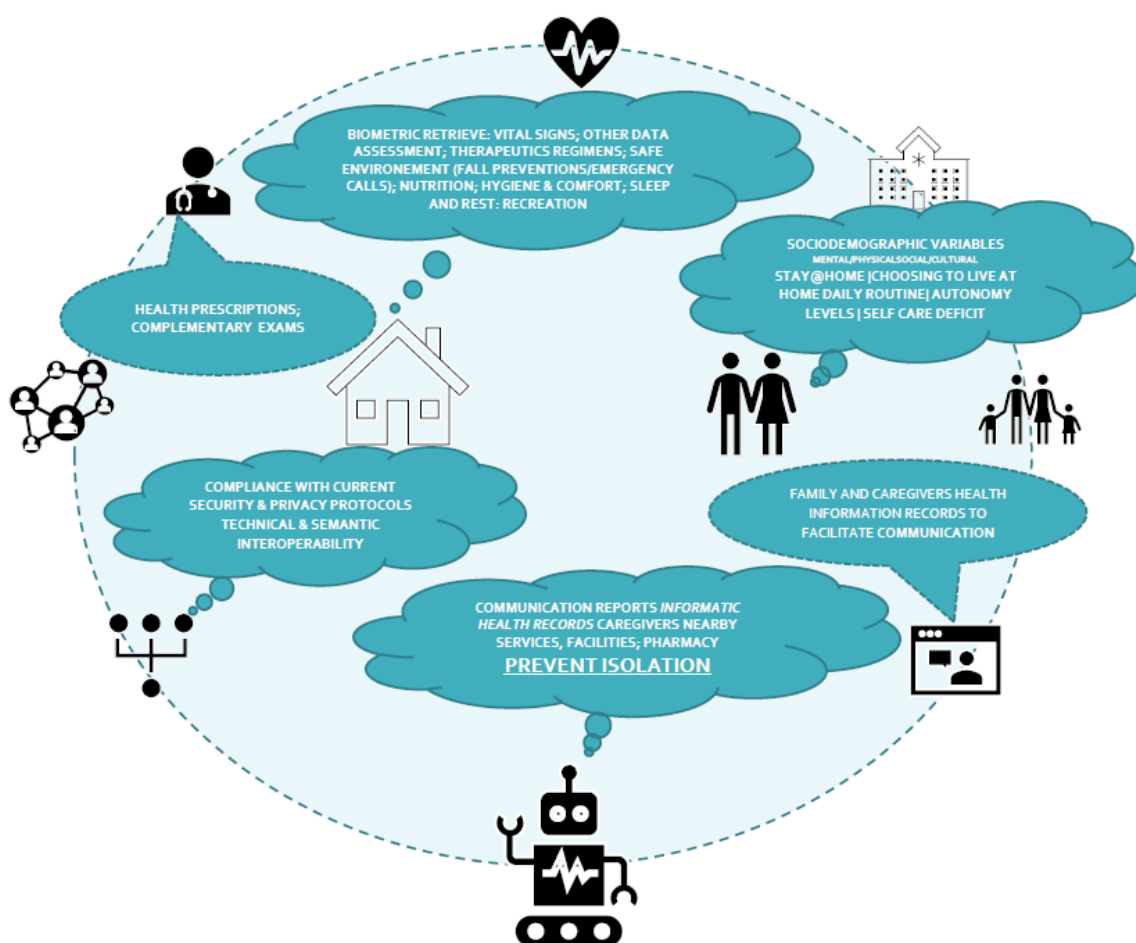 BIOMETRIC RETRIEVE: VITAL SIGNS; OTHER DATA
ASSESSMENT; THERAPEUTICS REGIMENS; SAFE
ENVIRONEMENT (FALL PREVENTIONS/EMERGENCY
CALLS); NUTRITION; HYGIENE & COMFORT; SLEEP
AND REST: RECREATION
SOCIODEMOGRAPHIC VARIABLES
MENTAL/PHYSICALSOCIAL/CULTURAL
STAY@HOME |CHOOSING TO LIVE AT
HOME DAILY ROUTINE| AUTONOMY
LEVELS | SELF CARE DEFICIT
HEALTH PRESCRIPTIONS;
COMPLEMENTARY EXAMS
COMPLIANCE WITH CURRENT
SECURITY & PRIVACY PROTOCOLS
TECHNICAL & SEMANTIC
INTEROPERABILITY
FAMILY AND CAREGIVERS HEALTH
INFORMATION RECORDS TO
FACILITATE COMMUNICATION
COMMUNICATION REPORTS INFORMATIC
HEALTH RECORDS CAREGIVERS NEARBY
SERVICES, FACILITIES; PHARMACY
PREVENT ISOLATION